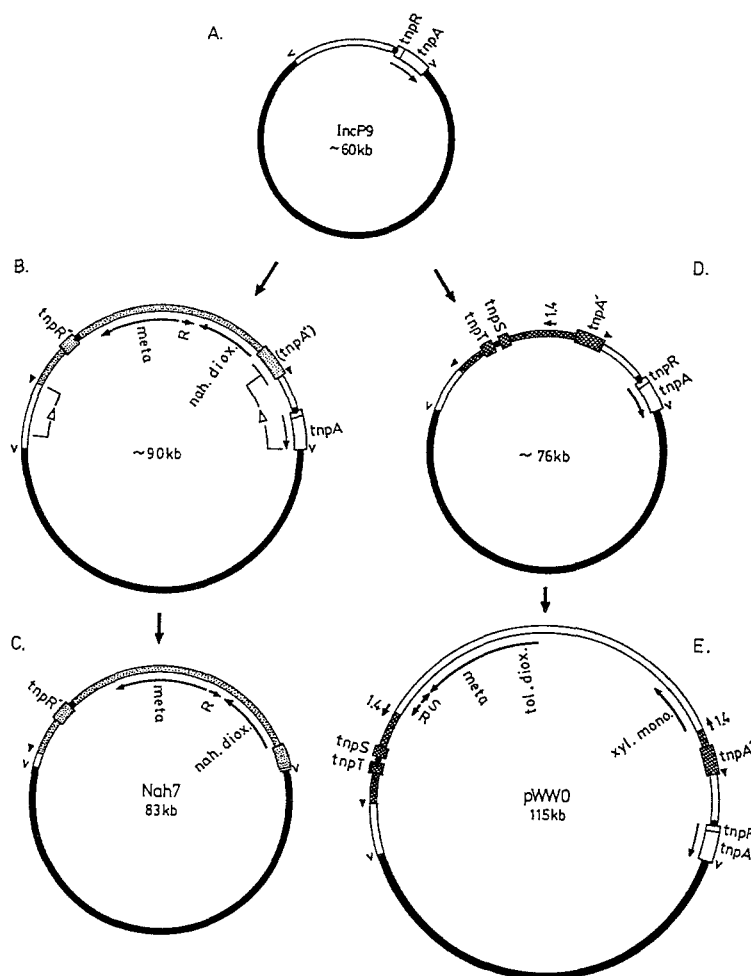 A.
tnpR
tnpA
IncP9
~60kb
B.
tnpR'
meta
R
nah. diox.
(tnpA')
Δ
Δ
tnpA
~90kb
D.
tnpT
tnpS
1,4
tnpA'
tnpR
tnpA
~76kb
C.
tnpR'
meta
R
nah. diox.
Nah7
83kb
E.
1,4
R
S
meta
tol. diox.
xyl. mono.
1,4
tnpS
tnpT
tnpA'
pWW0
115kb
tnpR
tnpA